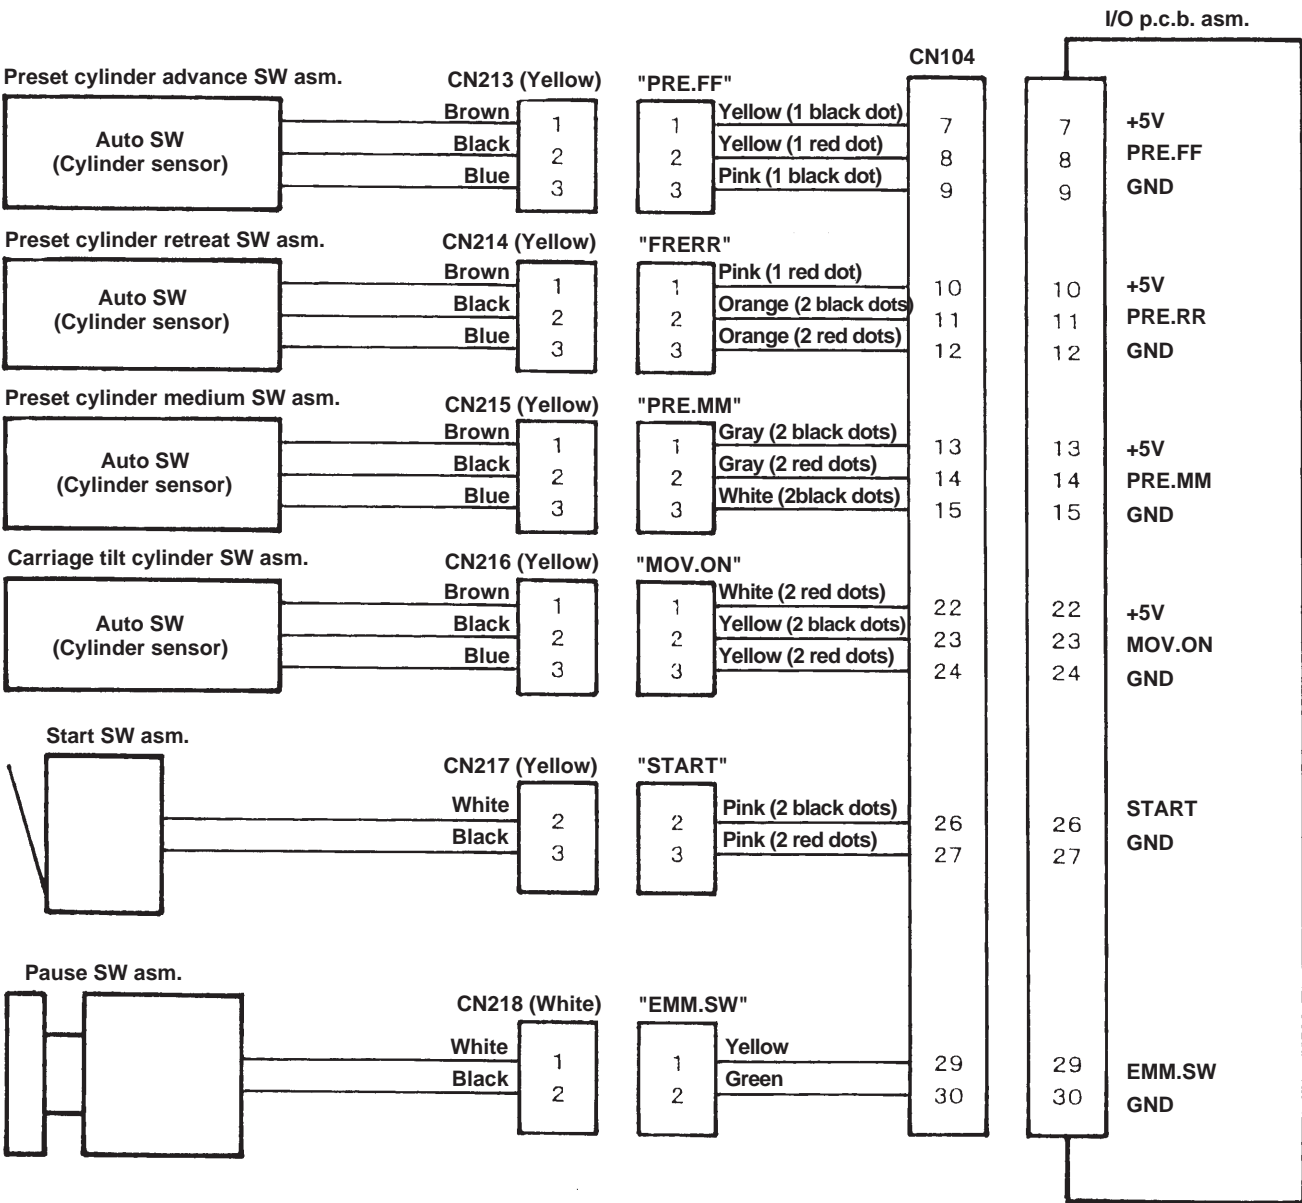 I/O p.c.b. asm.
CN104
Preset cylinder advance SW asm.
CN213 (Yellow)
"PRE.FF"
Auto SW
(Cylinder sensor)
Brown 1 1 Yellow (1 black dot) 7 7 +5V
Black 2 2 Yellow (1 red dot) 8 8 PRE.FF
Blue 3 3 Pink (1 black dot) 9 9 GND
Preset cylinder retreat SW asm.
CN214 (Yellow)
"FRERR"
Auto SW
(Cylinder sensor)
Brown 1 1 Pink (1 red dot) 10 10 +5V
Black 2 2 Orange (2 black dots) 11 11 PRE.RR
Blue 3 3 Orange (2 red dots) 12 12 GND
Preset cylinder medium SW asm.
CN215 (Yellow)
"PRE.MM"
Auto SW
(Cylinder sensor)
Brown 1 1 Gray (2 black dots) 13 13 +5V
Black 2 2 Gray (2 red dots) 14 14 PRE.MM
Blue 3 3 White (2black dots) 15 15 GND
Carriage tilt cylinder SW asm.
CN216 (Yellow)
"MOV.ON"
Auto SW
(Cylinder sensor)
Brown 1 1 White (2 red dots) 22 22 +5V
Black 2 2 Yellow (2 black dots) 23 23 MOV.ON
Blue 3 3 Yellow (2 red dots) 24 24 GND
Start SW asm.
CN217 (Yellow)
"START"
White 2 2 Pink (2 black dots) 26 26 START
Black 3 3 Pink (2 red dots) 27 27 GND
Pause SW asm.
CN218 (White)
"EMM.SW"
White 1 1 Yellow 29 29 EMM.SW
Black 2 2 Green 30 30 GND